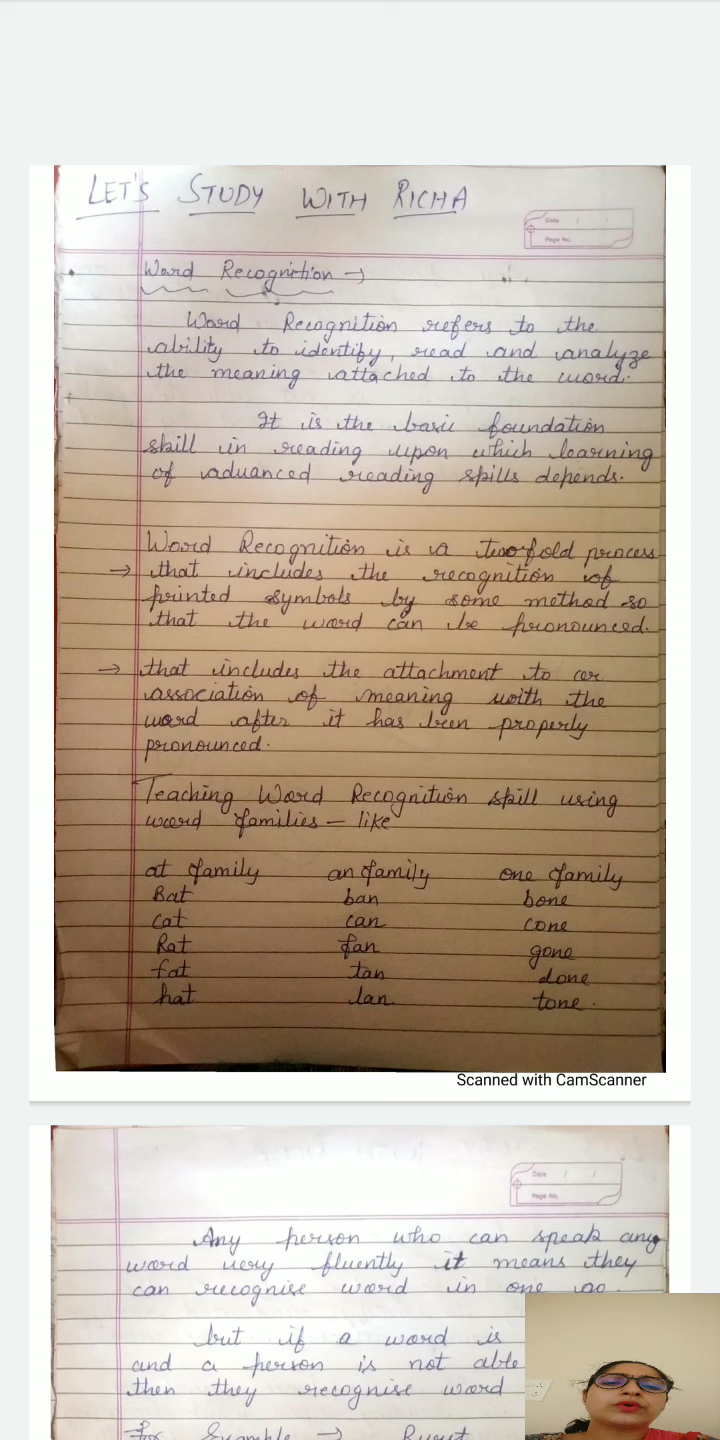 LET'S STUDY WITH RICHA
Date / /
Page No.
Word Recognition →
Word Recognition refers to the
ability to identify, read and analyze
the meaning attached to the word.
It is the basic foundation
skill in reading upon which learning
of advanced reading skills depends.
Word Recognition is a twofold process
→ that includes the recognition of
printed symbols by some method so
that the word can be pronounced.
→ that includes the attachment to or
association of meaning with the
word after it has been properly
pronounced.
Teaching Word Recognition skill using
word families – like
at family an family one family
Bat ban bone
Cat can cone
Rat fan gone
fat tan done
hat lan. tone.
Scanned with CamScanner
Date / /
Page No.
Any person who can speak any
word very fluently it means they
can recognise word in one go.
but if a word is
and a person is not able
then they recognise word
For Example →